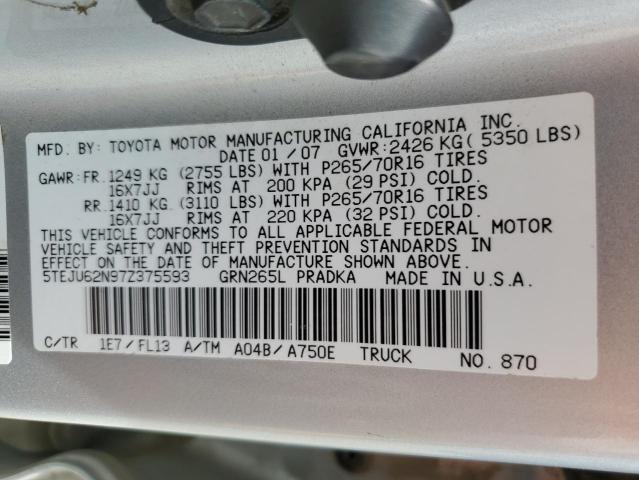 MFD. BY: TOYOTA MOTOR MANUFACTURING CALIFORNIA INC.
DATE 01 / 07 GVWR: 2426 KG ( 5350 LBS)
GAWR: FR. 1249 KG (2755 LBS) WITH P265/70R16 TIRES
16X7JJ RIMS AT 200 KPA (29 PSI) COLD.
RR. 1410 KG. (3110 LBS) WITH P265/70R16 TIRES
16X7JJ RIMS AT 220 KPA (32 PSI) COLD.
THIS VEHICLE CONFORMS TO ALL APPLICABLE FEDERAL MOTOR
VEHICLE SAFETY AND THEFT PREVENTION STANDARDS IN
EFFECT ON THE DATE OF MANUFACTURE SHOWN ABOVE.
5TEJU62N97Z375593 GRN265L PRADKA MADE IN U.S.A.
C/TR 1E7 / FL13 A/TM A04B / A750E TRUCK NO. 870